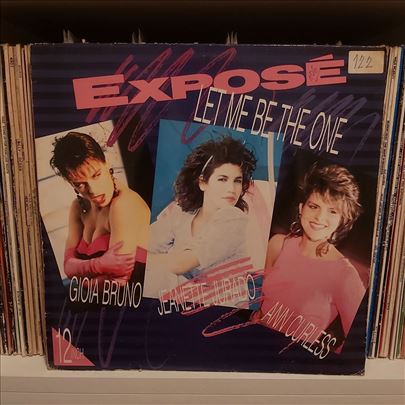 EXPOSÉ
122
LET ME BE THE ONE
GIOIA BRUNO
JEANETTE JURADO
ANN CURLESS
12 INCH